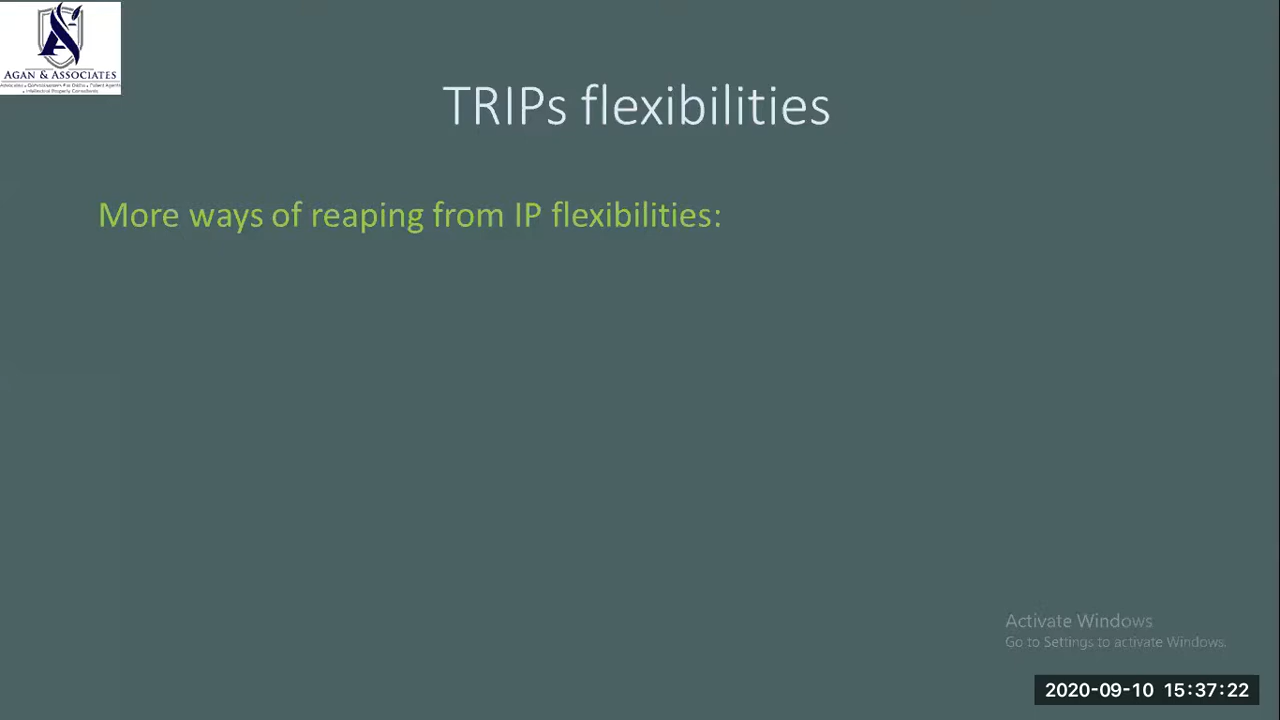 AGAN & ASSOCIATES
TRIPs flexibilities
More ways of reaping from IP flexibilities:
Activate Windows
Go to Settings to activate Windows.
2020-09-10 15:37:22